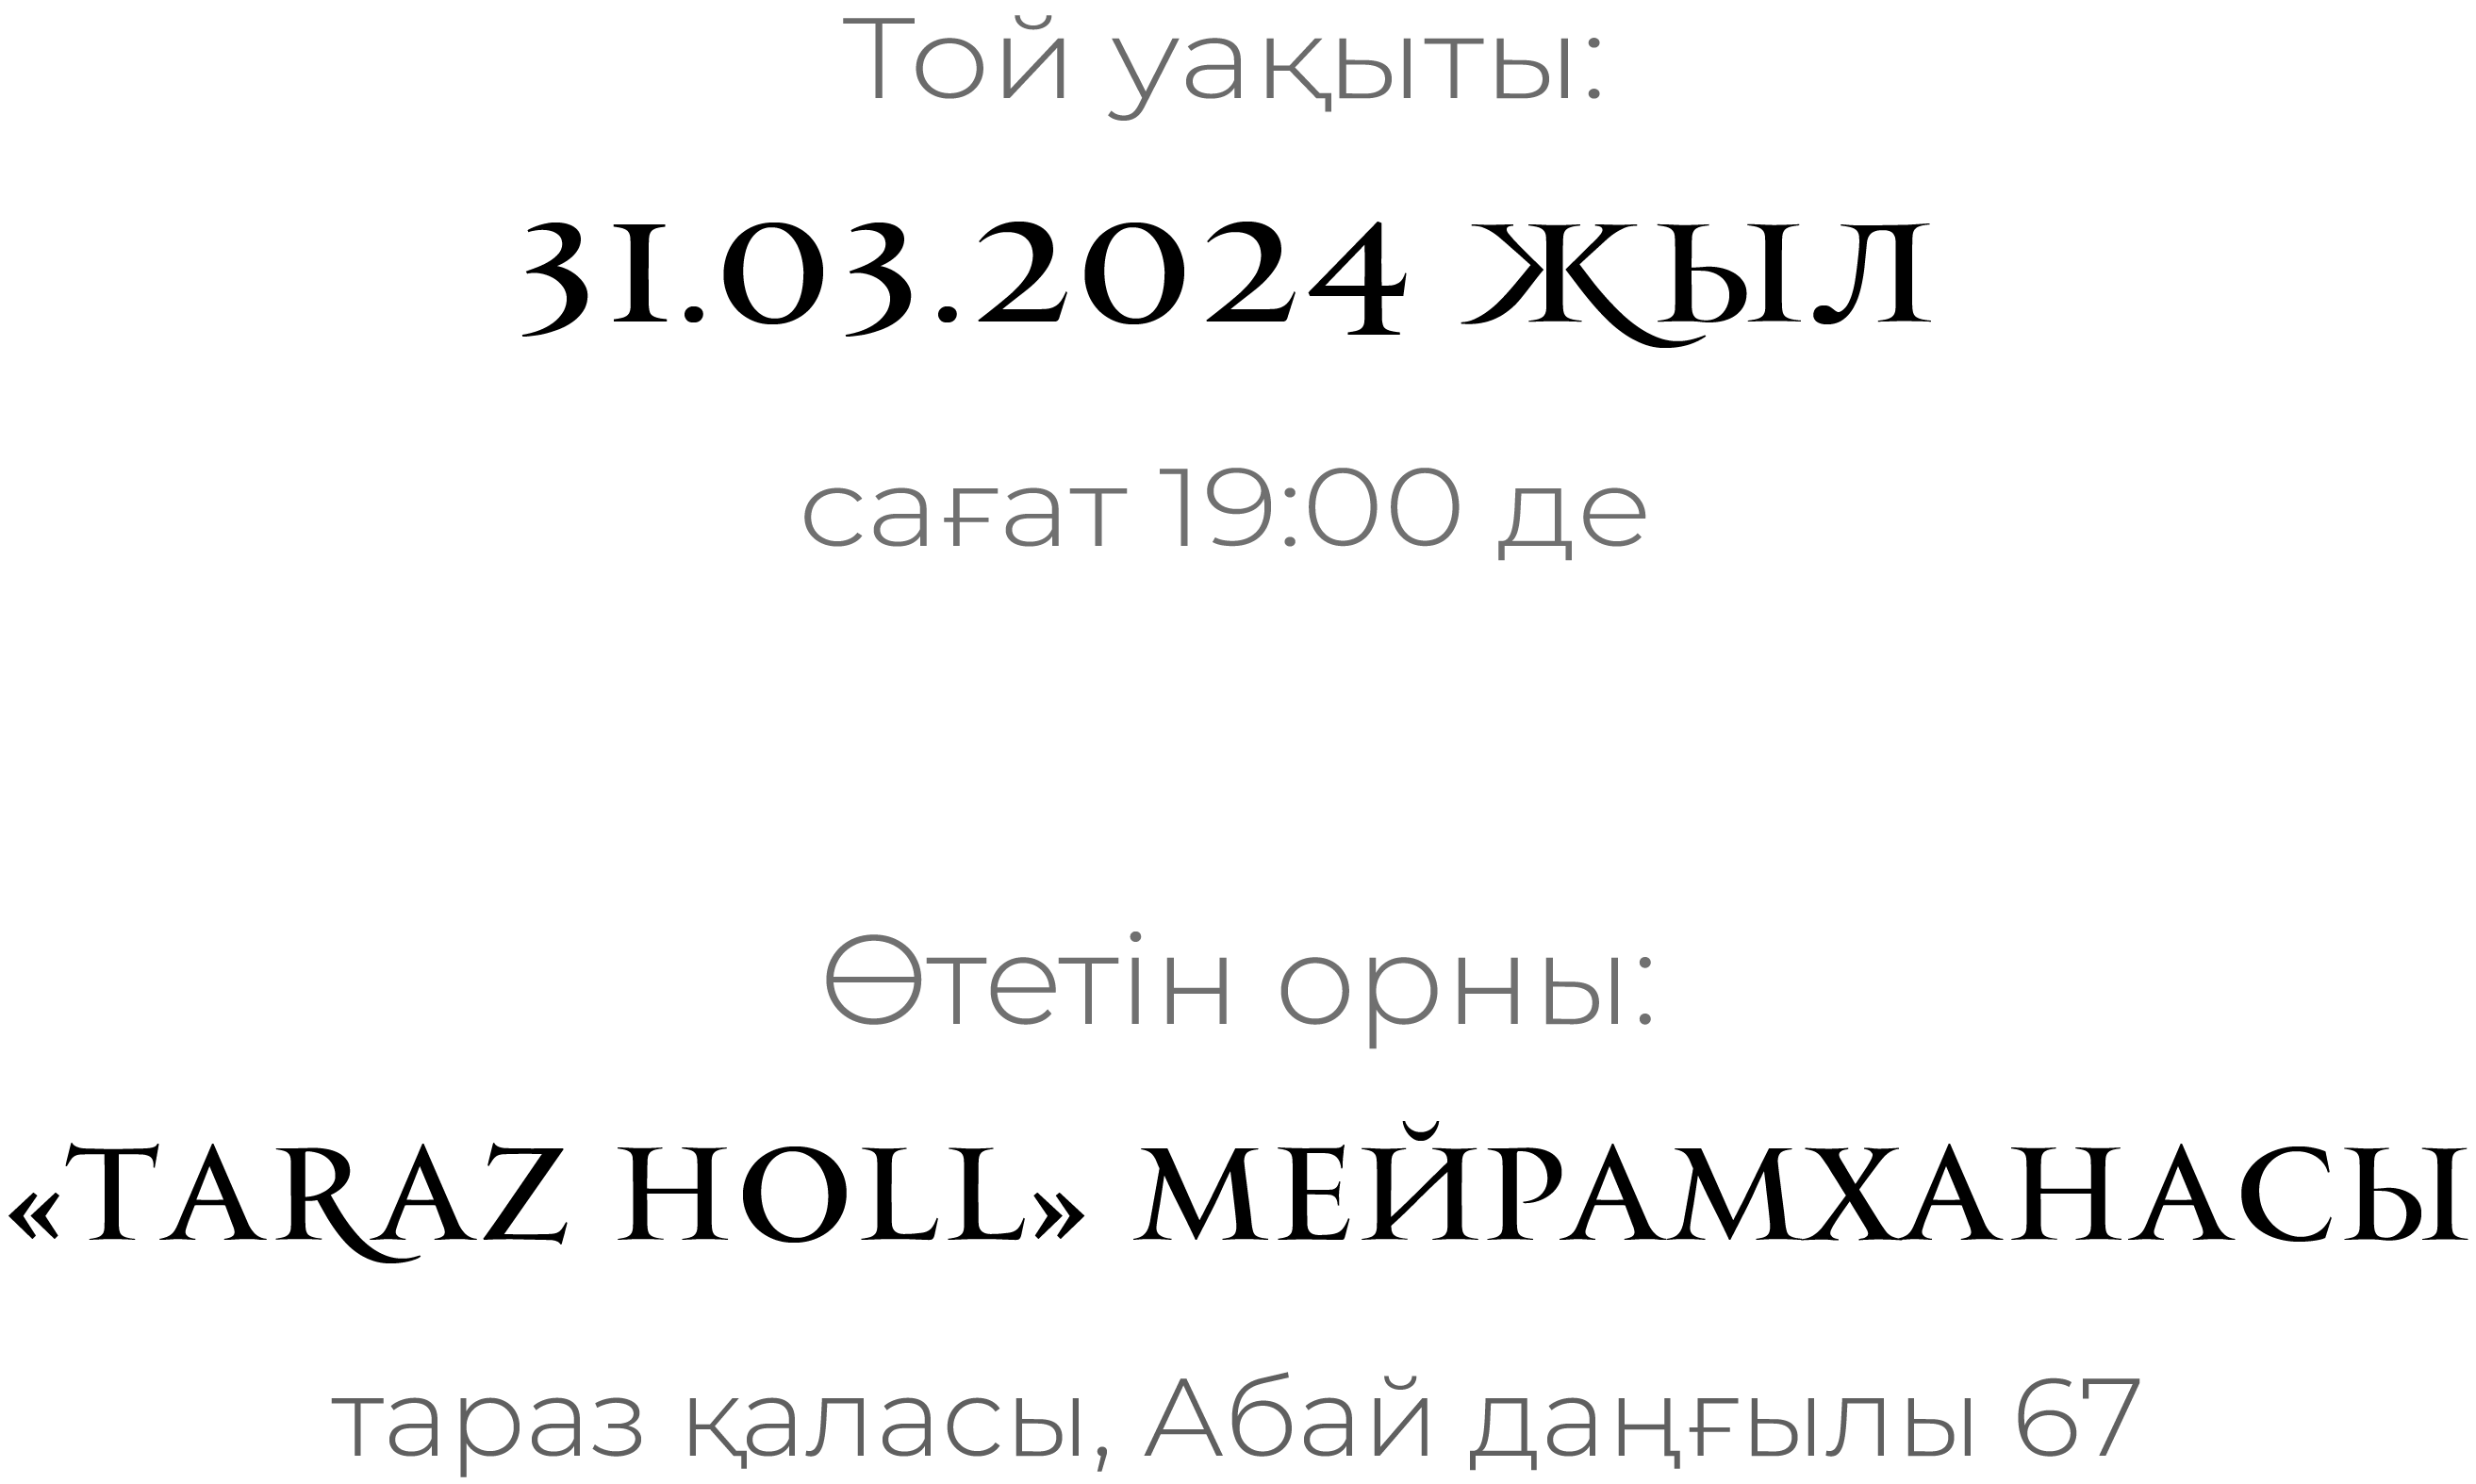 Той уақыты:
31.03.2024 ЖЫЛ
сағат 19:00 де
Өтетін орны:
«TARAZ HOLL» МЕЙРАМХАНАСЫ
тараз қаласы, Абай даңғылы 67